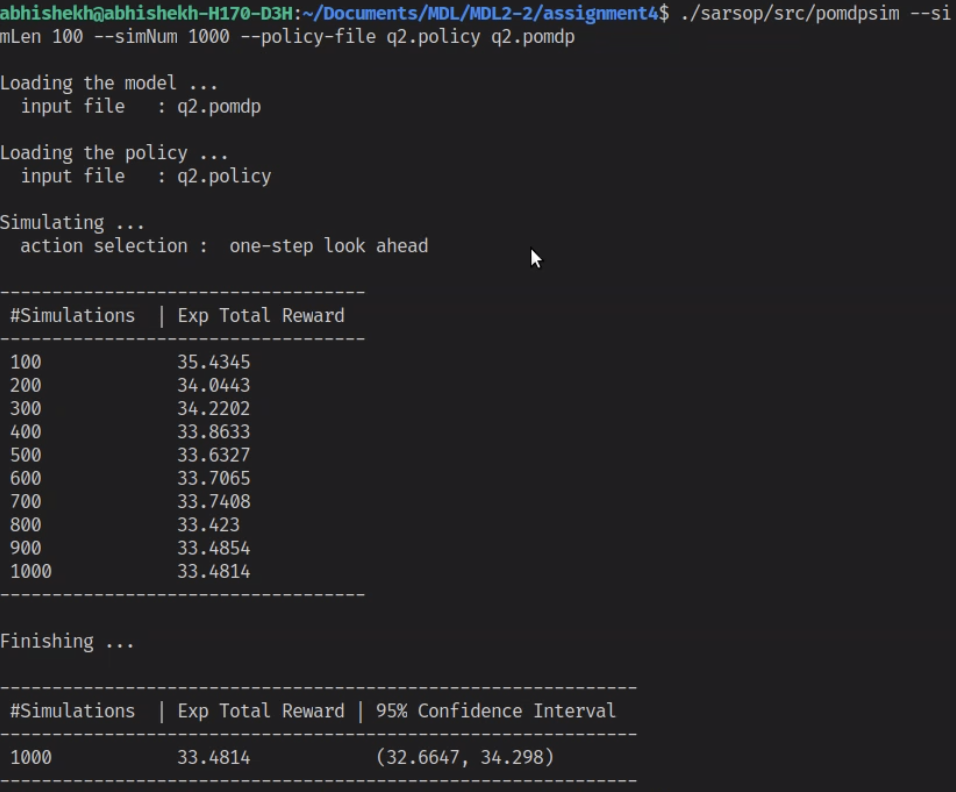 abhishekh@abhishekh-H170-D3H:~/Documents/MDL/MDL2-2/assignment4$ ./sarsop/src/pomdpsim --si
mLen 100 --simNum 1000 --policy-file q2.policy q2.pomdp
Loading the model ...
input file   : q2.pomdp
Loading the policy ...
input file   : q2.policy
Simulating ...
action selection :  one-step look ahead
-----------------------------------
#Simulations  | Exp Total Reward
-----------------------------------
100            35.4345
200            34.0443
300            34.2202
400            33.8633
500            33.6327
600            33.7065
700            33.7408
800            33.423
900            33.4854
1000           33.4814
-----------------------------------
Finishing ...
-------------------------------------------------------------
#Simulations  | Exp Total Reward | 95% Confidence Interval
-------------------------------------------------------------
1000           33.4814            (32.6647, 34.298)
-------------------------------------------------------------